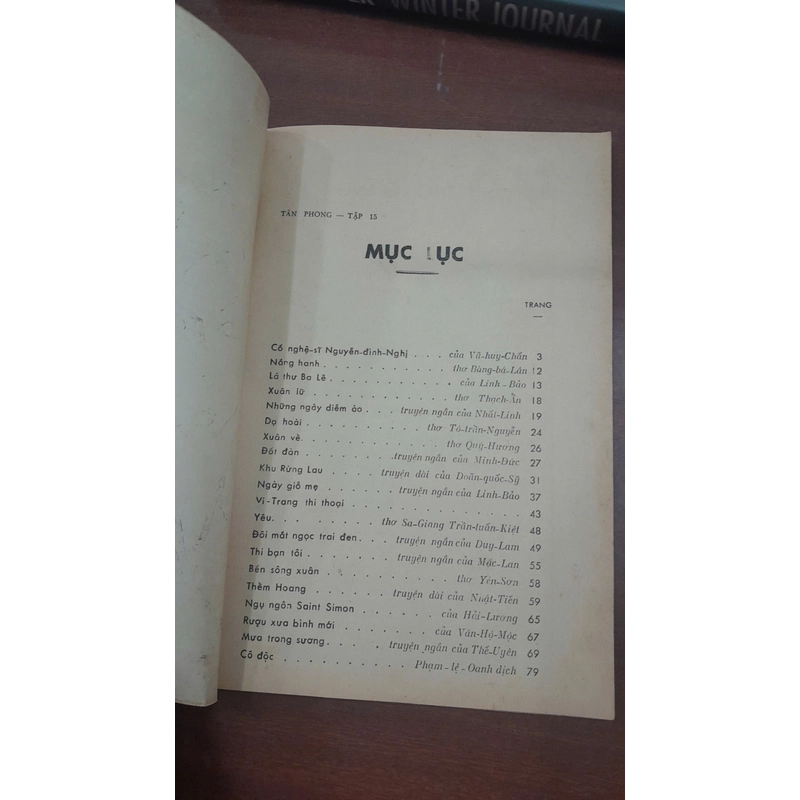 WINTER JOURNAL
TÂN PHONG — TẬP 15
MỤC LỤC
TRANG
Cố nghệ-sĩ Nguyễn-đình-Nghị . . . của Vũ-huy-Chấn 3
Nắng hanh . . . . . . . . thơ Bàng-bá-Lân 12
Lá thư Ba Lê . . . . . . . . của Linh-Bảo 13
Xuân lữ . . . . . . . . thơ Thạch-Ẩn 18
Những ngày diễm ảo . . . truyện ngắn của Nhất-Linh 19
Dạ hoài . . . . . . . thơ Tô-trần-Nguyễn 24
Xuân về. . . . . . . . . . thơ Quỳ-Hương 26
Đốt đàn . . . . . .truyện ngắn của Minh-Đức 27
Khu Rừng Lau . . . truyện dài của Doãn-quốc-Sỹ 31
Ngày giỗ mẹ . . . . . truyện ngắn của Linh-Bảo 37
Vị-Trang thi thoại . . . . . . . . . . . 43
Yêu. . . . . . thơ Sa-Giang Trần-tuấn-Kiệt 48
Đôi mắt ngọc trai đen . . . truyện ngắn của Duy-Lam 49
Thi bạn tôi . . . . . truyện ngắn của Mặc-Lan 55
Bến sông xuân . . . . . . . . thơ Yên-Sơn 58
Thềm Hoang . . . . . truyện dài của Nhật-Tiến 59
Ngụ ngôn Saint Simon . . . . . của Hải-Lương 65
Rượu xưa bình mới . . . . . . của Văn-Hộ-Mộc 67
Mưa trong sương. . . . truyện ngắn của Thế-Uyên 69
Cô độc . . . . . . . . Phạm-lệ-Oanh dịch 79